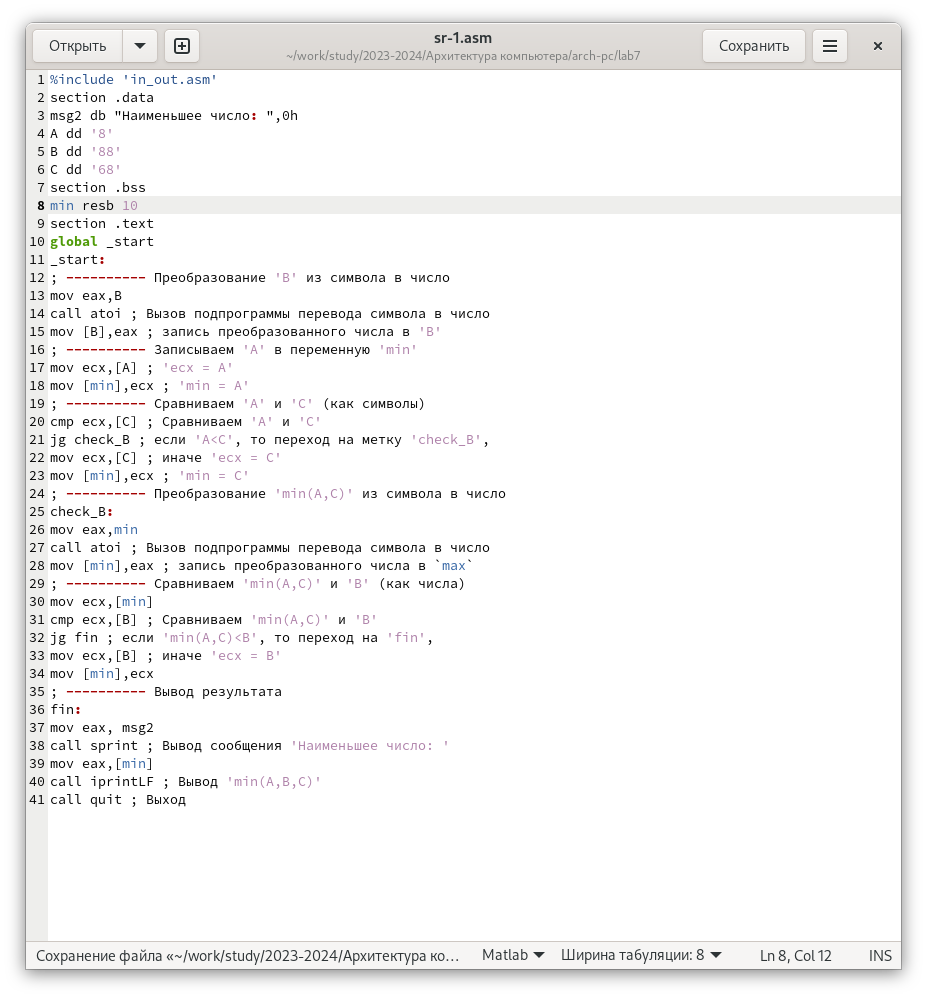 Открыть
sr-1.asm
~/work/study/2023-2024/Архитектура компьютера/arch-pc/lab7
Сохранить
1 %include 'in_out.asm'
2 section .data
3 msg2 db "Наименьшее число: ",0h
4 A dd '8'
5 B dd '88'
6 C dd '68'
7 section .bss
8 min resb 10
9 section .text
10 global _start
11 _start:
12 ; ---------- Преобразование 'B' из символа в число
13 mov eax,B
14 call atoi ; Вызов подпрограммы перевода символа в число
15 mov [B],eax ; запись преобразованного числа в 'B'
16 ; ---------- Записываем 'A' в переменную 'min'
17 mov ecx,[A] ; 'ecx = A'
18 mov [min],ecx ; 'min = A'
19 ; ---------- Сравниваем 'A' и 'С' (как символы)
20 cmp ecx,[C] ; Сравниваем 'A' и 'С'
21 jg check_B ; если 'A<C', то переход на метку 'check_B',
22 mov ecx,[C] ; иначе 'ecx = C'
23 mov [min],ecx ; 'min = C'
24 ; ---------- Преобразование 'min(A,C)' из символа в число
25 check_B:
26 mov eax,min
27 call atoi ; Вызов подпрограммы перевода символа в число
28 mov [min],eax ; запись преобразованного числа в `max`
29 ; ---------- Сравниваем 'min(A,C)' и 'B' (как числа)
30 mov ecx,[min]
31 cmp ecx,[B] ; Сравниваем 'min(A,C)' и 'B'
32 jg fin ; если 'min(A,C)<B', то переход на 'fin',
33 mov ecx,[B] ; иначе 'ecx = B'
34 mov [min],ecx
35 ; ---------- Вывод результата
36 fin:
37 mov eax, msg2
38 call sprint ; Вывод сообщения 'Наименьшее число: '
39 mov eax,[min]
40 call iprintLF ; Вывод 'min(A,B,C)'
41 call quit ; Выход
Сохранение файла «~/work/study/2023-2024/Архитектура ко… Matlab Ширина табуляции: 8 Ln 8, Col 12 INS